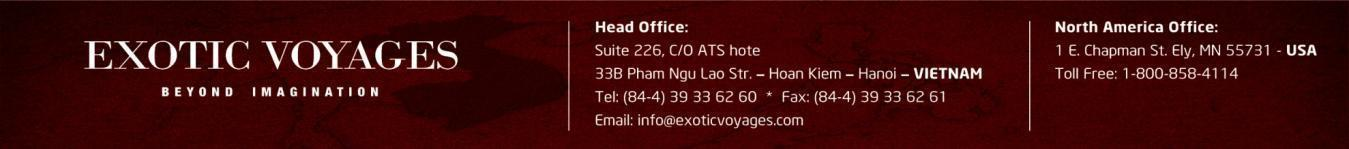 EXOTIC VOYAGES
BEYOND IMAGINATION
Head Office:
Suite 226, C/O ATS hote
33B Pham Ngu Lao Str. – Hoan Kiem – Hanoi – VIETNAM
Tel: (84-4) 39 33 62 60 * Fax: (84-4) 39 33 62 61
Email: info@exoticvoyages.com
North America Office:
1 E. Chapman St. Ely, MN 55731 - USA
Toll Free: 1-800-858-4114